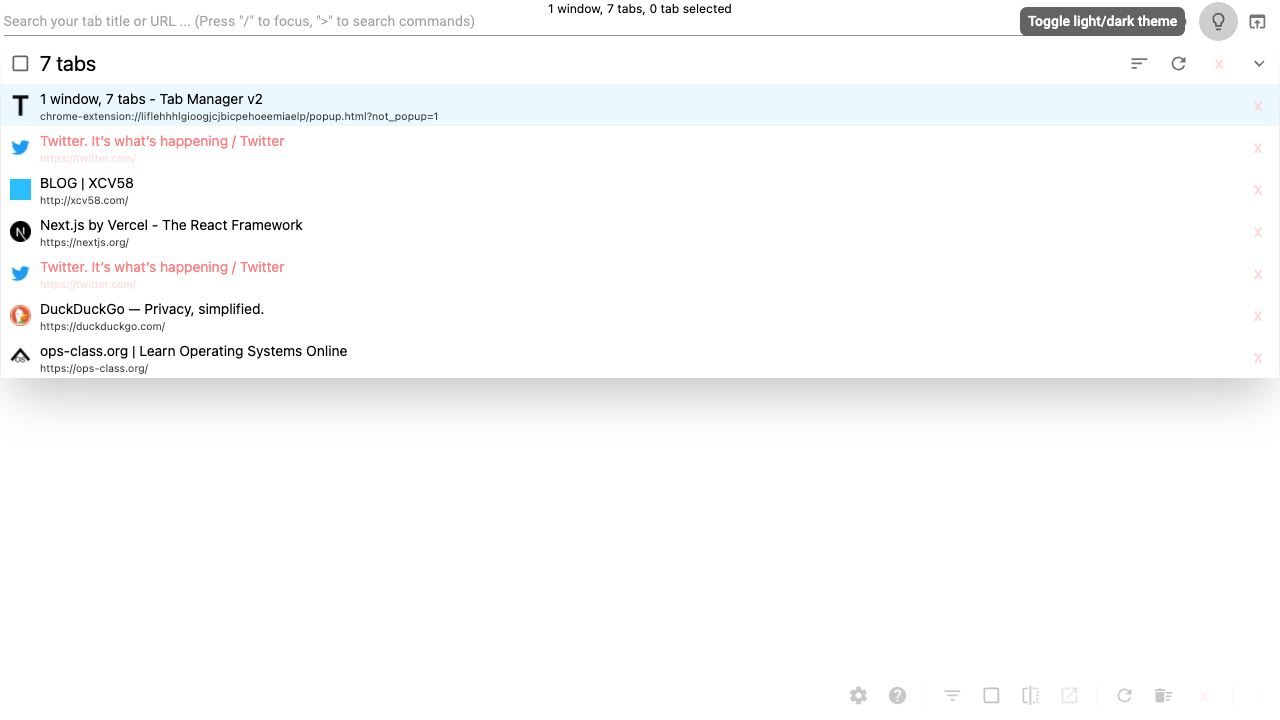 1 window, 7 tabs, 0 tab selected
Search your tab title or URL ... (Press "/" to focus, ">" to search commands)
Toggle light/dark theme
7 tabs
x
T
1 window, 7 tabs - Tab Manager v2
chrome-extension://liflehhhlgioogjcjbicpehoeemiaelp/popup.html?not_popup=1
x
Twitter. It's what's happening / Twitter
https://twitter.com/
x
BLOG | XCV58
http://xcv58.com/
x
N
Next.js by Vercel - The React Framework
https://nextjs.org/
x
Twitter. It's what's happening / Twitter
https://twitter.com/
x
DuckDuckGo — Privacy, simplified.
https://duckduckgo.com/
x
OS
ops-class.org | Learn Operating Systems Online
https://ops-class.org/
x
?
x